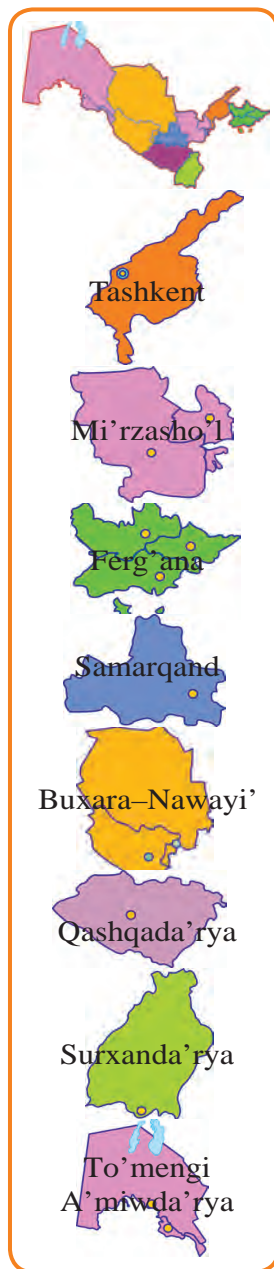 Tashkent
Mi’rzasho’l
Ferg’ana
Samarqand
Buxara–Nawayi’
Qashqada’rya
Surxanda’rya
To’mengi
A’miwda’rya